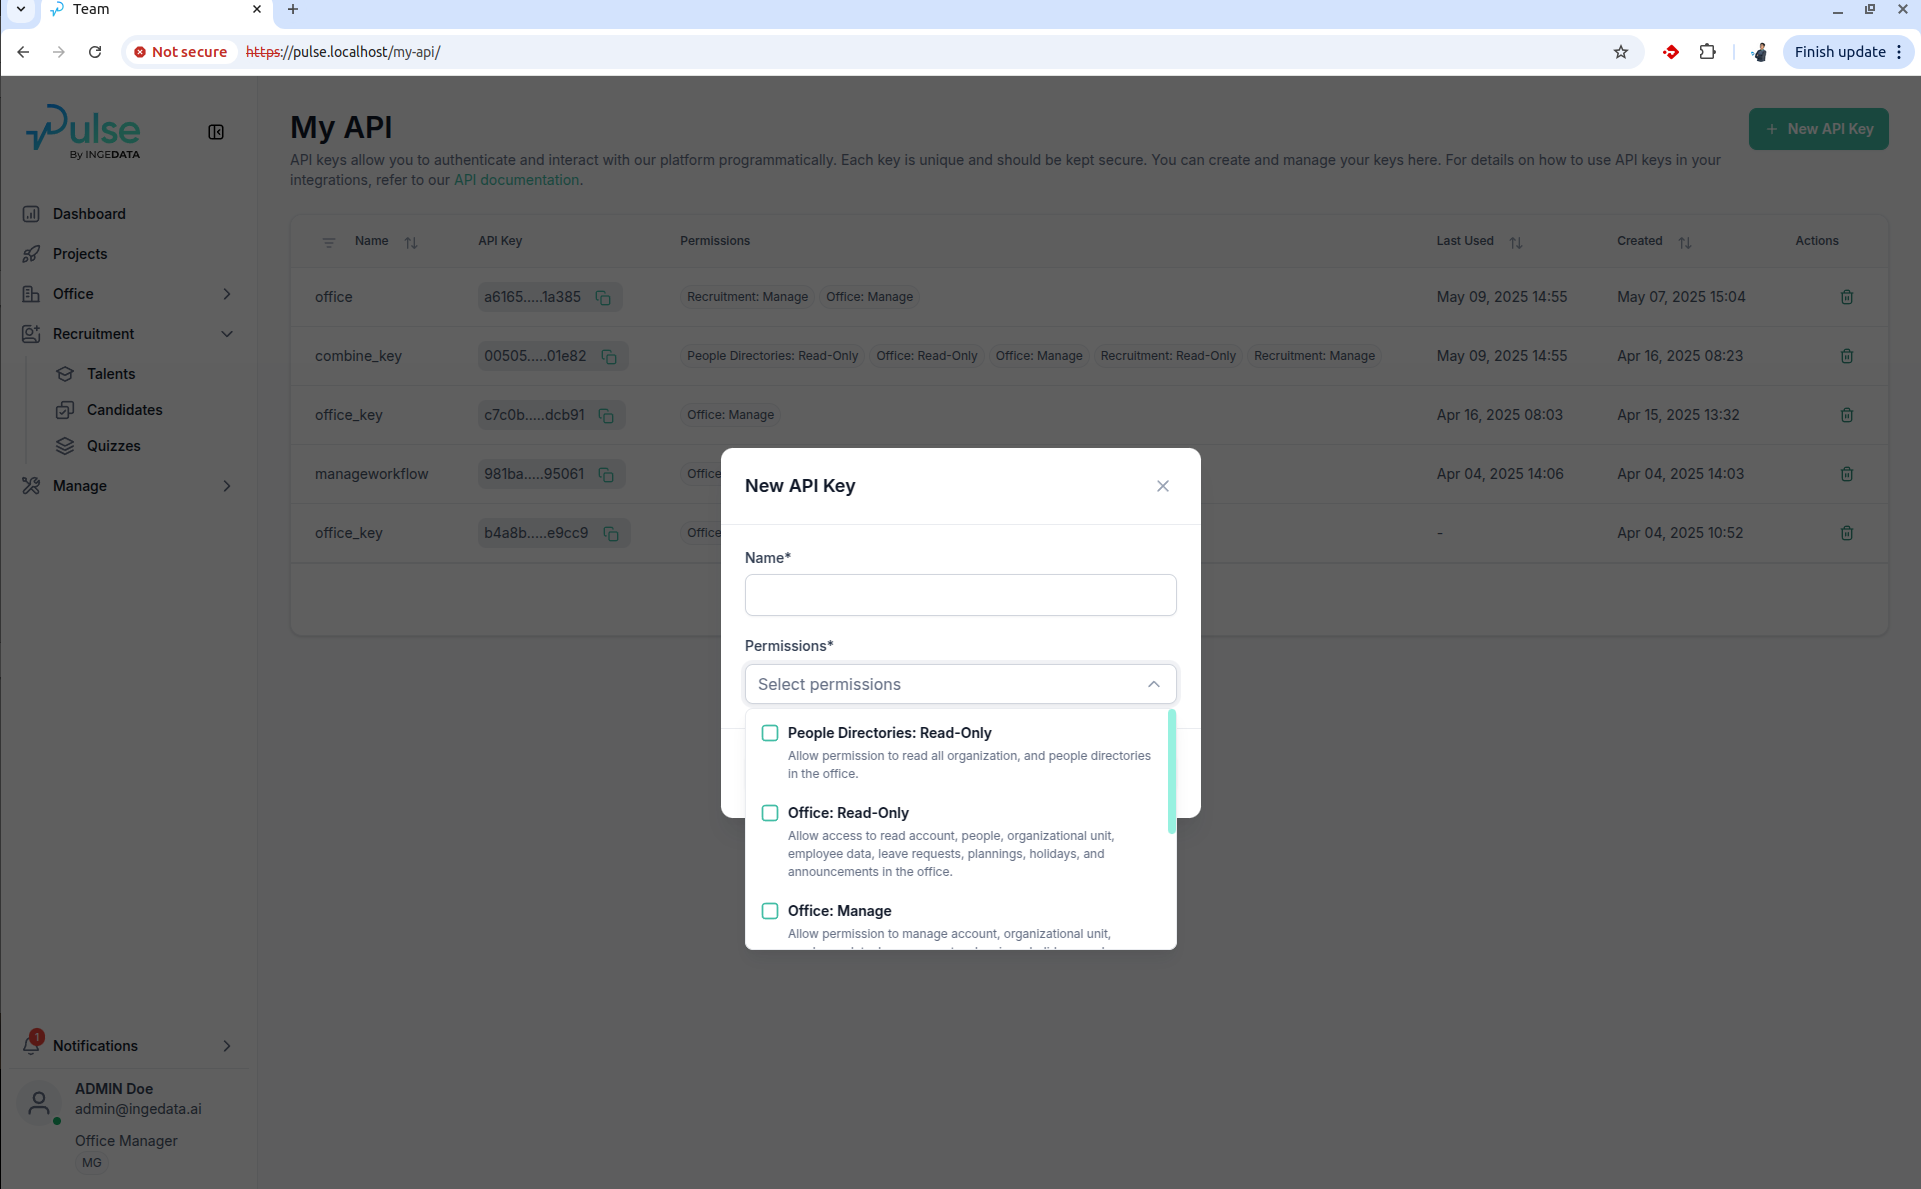 Team
Not secure https://pulse.localhost/my-api/
Finish update
Pulse
By INGEDATA
Dashboard
Projects
Office
Recruitment
Talents
Candidates
Quizzes
Manage
Notifications
1
ADMIN Doe
admin@ingedata.ai
Office Manager
MG
My API
New API Key
API keys allow you to authenticate and interact with our platform programmatically. Each key is unique and should be kept secure. You can create and manage your keys here. For details on how to use API keys in your
integrations, refer to our API documentation.
Name API Key Permissions Last Used Created Actions
office a6165.....1a385 Recruitment: Manage Office: Manage May 09, 2025 14:55 May 07, 2025 15:04
combine_key 00505.....01e82 People Directories: Read-Only Office: Read-Only Office: Manage Recruitment: Read-Only Recruitment: Manage May 09, 2025 14:55 Apr 16, 2025 08:23
office_key c7c0b.....dcb91 Office: Manage Apr 16, 2025 08:03 Apr 15, 2025 13:32
manageworkflow 981ba.....95061 Office Apr 04, 2025 14:06 Apr 04, 2025 14:03
office_key b4a8b.....e9cc9 Office - Apr 04, 2025 10:52
New API Key
Name*
Permissions*
Select permissions
People Directories: Read-Only
Allow permission to read all organization, and people directories
in the office.
Office: Read-Only
Allow access to read account, people, organizational unit,
employee data, leave requests, plannings, holidays, and
announcements in the office.
Office: Manage
Allow permission to manage account, organizational unit,